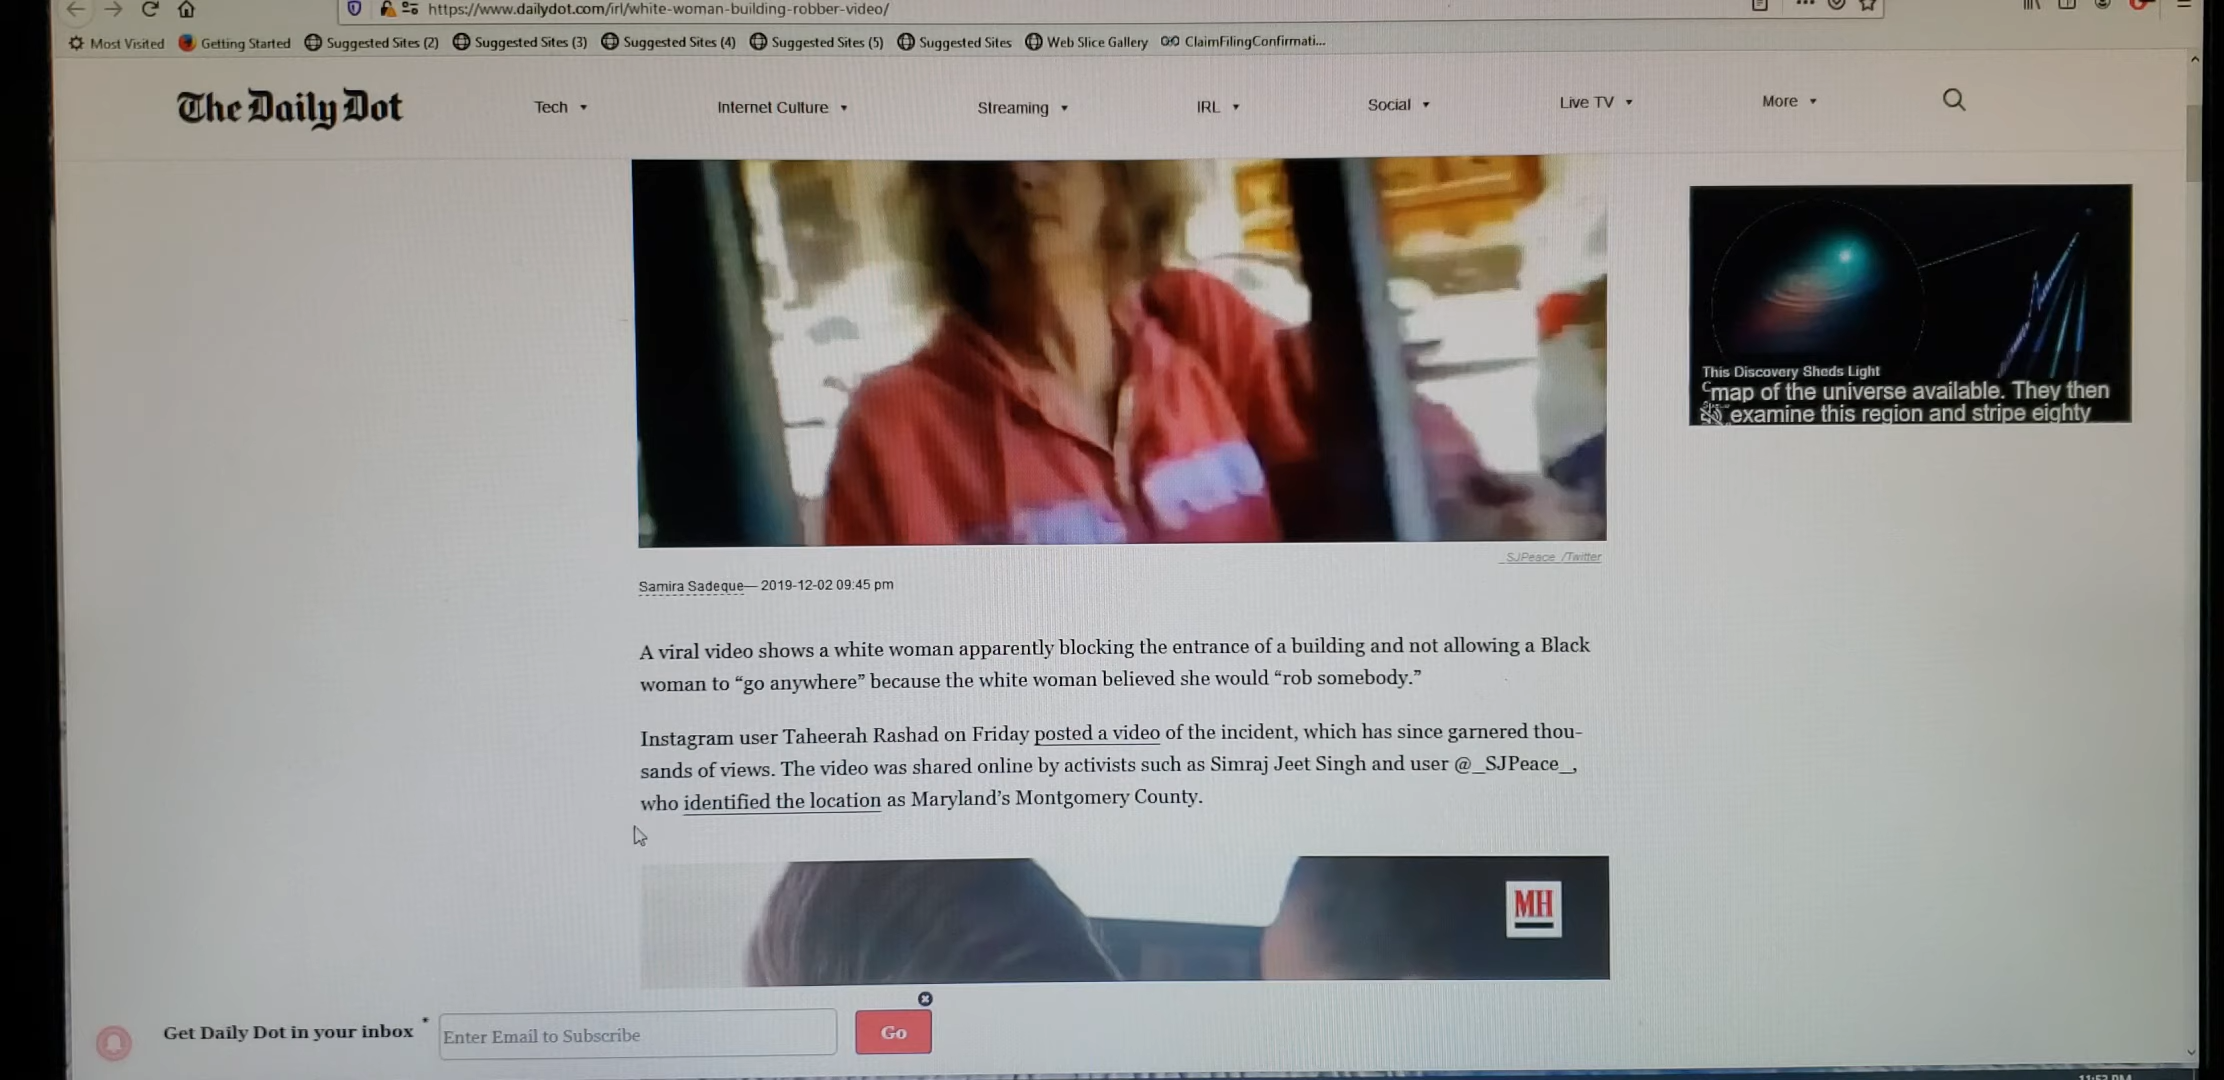 https://www.dailydot.com/irl/white-woman-building-robber-video/
Most Visited Getting Started Suggested Sites (2) Suggested Sites (3) Suggested Sites (4) Suggested Sites (5) Suggested Sites Web Slice Gallery ClaimFilingConfirmati...
The Daily Dot Tech Internet Culture Streaming IRL Social Live TV More
This Discovery Sheds Light
map of the universe available. They then
examine this region and stripe eighty
_SJPeace_/Twitter
Samira Sadeque— 2019-12-02 09:45 pm
A viral video shows a white woman apparently blocking the entrance of a building and not allowing a Black
woman to “go anywhere” because the white woman believed she would “rob somebody.”
Instagram user Taheerah Rashad on Friday posted a video of the incident, which has since garnered thou-
sands of views. The video was shared online by activists such as Simraj Jeet Singh and user @_SJPeace_,
who identified the location as Maryland’s Montgomery County.
MH
Get Daily Dot in your inbox * Enter Email to Subscribe Go